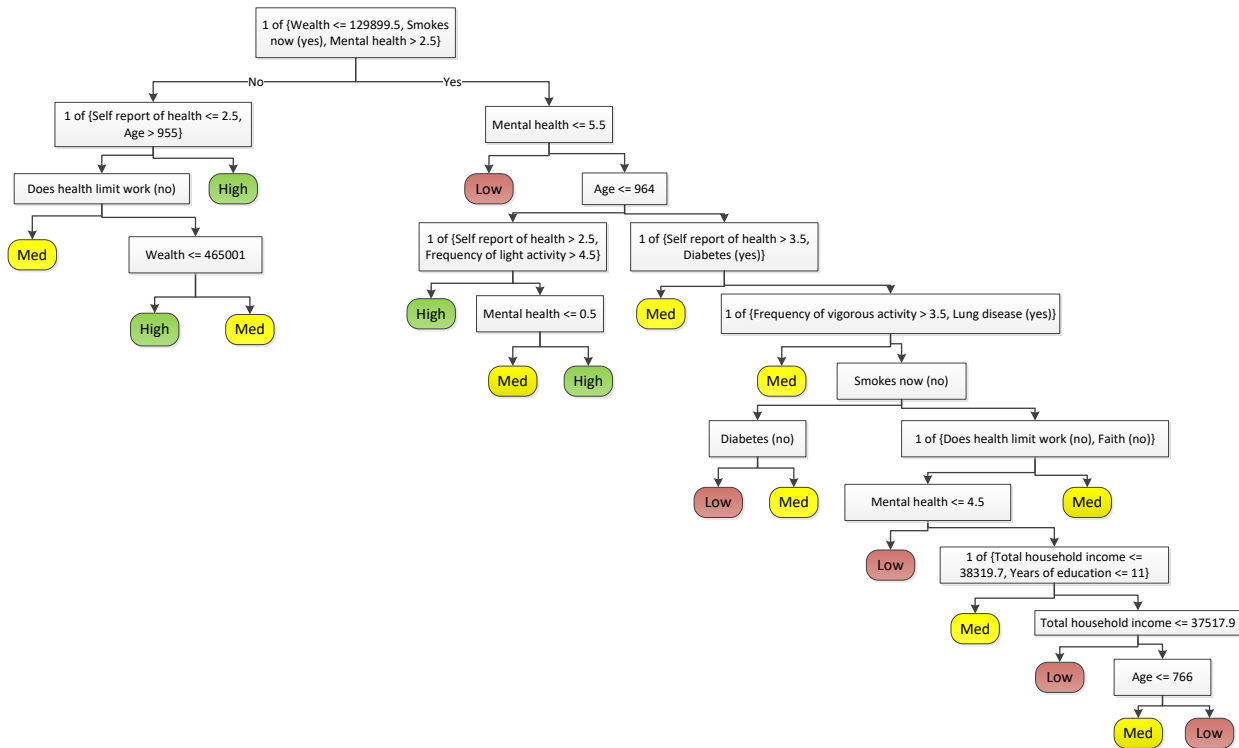 1 of {Wealth <= 129899.5, Smokes
now (yes), Mental health > 2.5}
No
Yes
1 of {Self report of health <= 2.5,
Age > 955}
Mental health <= 5.5
Does health limit work (no)
High
Low
Age <= 964
Med
Wealth <= 465001
1 of {Self report of health > 2.5,
Frequency of light activity > 4.5}
1 of {Self report of health > 3.5,
Diabetes (yes)}
High
Med
High
Mental health <= 0.5
Med
1 of {Frequency of vigorous activity > 3.5, Lung disease (yes)}
Med
High
Med
Smokes now (no)
Diabetes (no)
1 of {Does health limit work (no), Faith (no)}
Low
Med
Mental health <= 4.5
Med
Low
1 of {Total household income <=
38319.7, Years of education <= 11}
Med
Total household income <= 37517.9
Low
Age <= 766
Med
Low